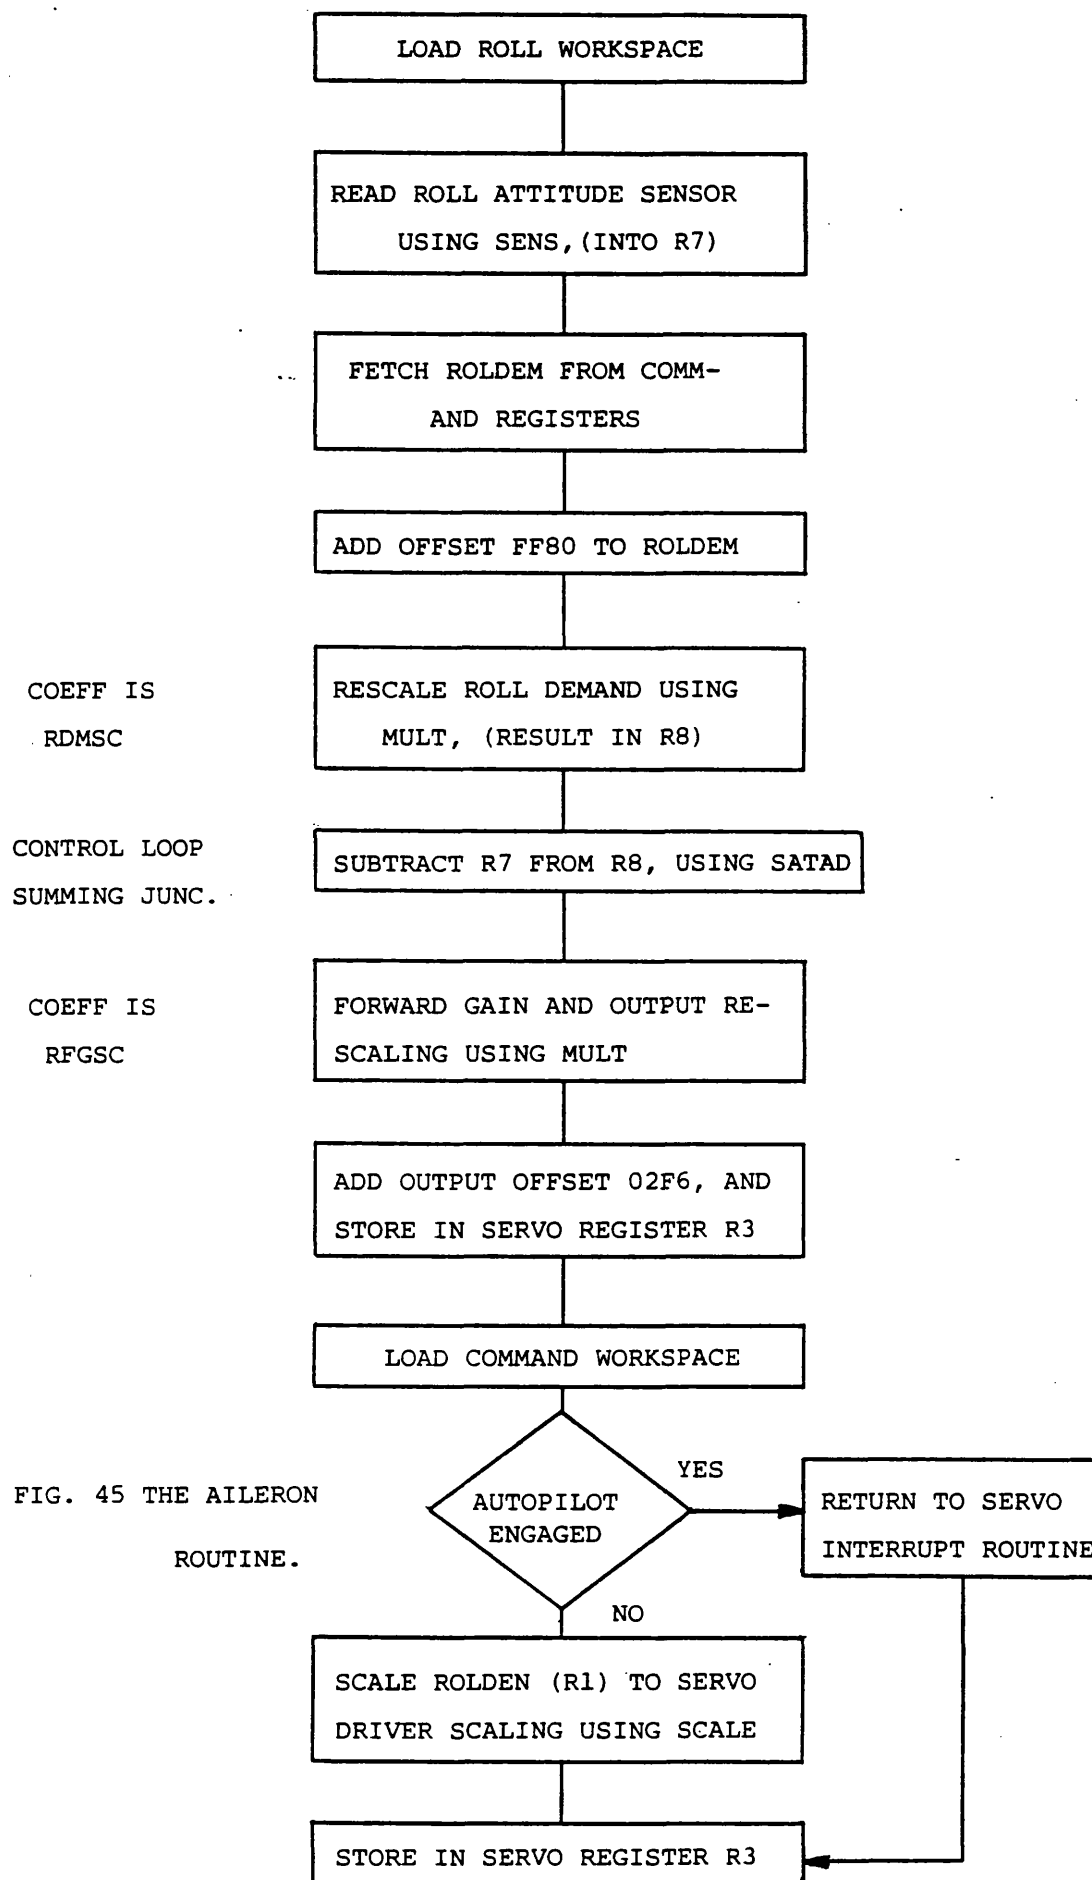 LOAD ROLL WORKSPACE
READ ROLL ATTITUDE SENSOR
USING SENS,(INTO R7)
FETCH ROLDEM FROM COMM-
AND REGISTERS
ADD OFFSET FF80 TO ROLDEM
COEFF IS
RDMSC
RESCALE ROLL DEMAND USING
MULT, (RESULT IN R8)
CONTROL LOOP
SUMMING JUNC.
SUBTRACT R7 FROM R8, USING SATAD
COEFF IS
RFGSC
FORWARD GAIN AND OUTPUT RE-
SCALING USING MULT
ADD OUTPUT OFFSET 02F6, AND
STORE IN SERVO REGISTER R3
LOAD COMMAND WORKSPACE
AUTOPILOT
ENGAGED
YES
RETURN TO SERVO
INTERRUPT ROUTINE
FIG. 45 THE AILERON
ROUTINE.
NO
SCALE ROLDEN (R1) TO SERVO
DRIVER SCALING USING SCALE
STORE IN SERVO REGISTER R3